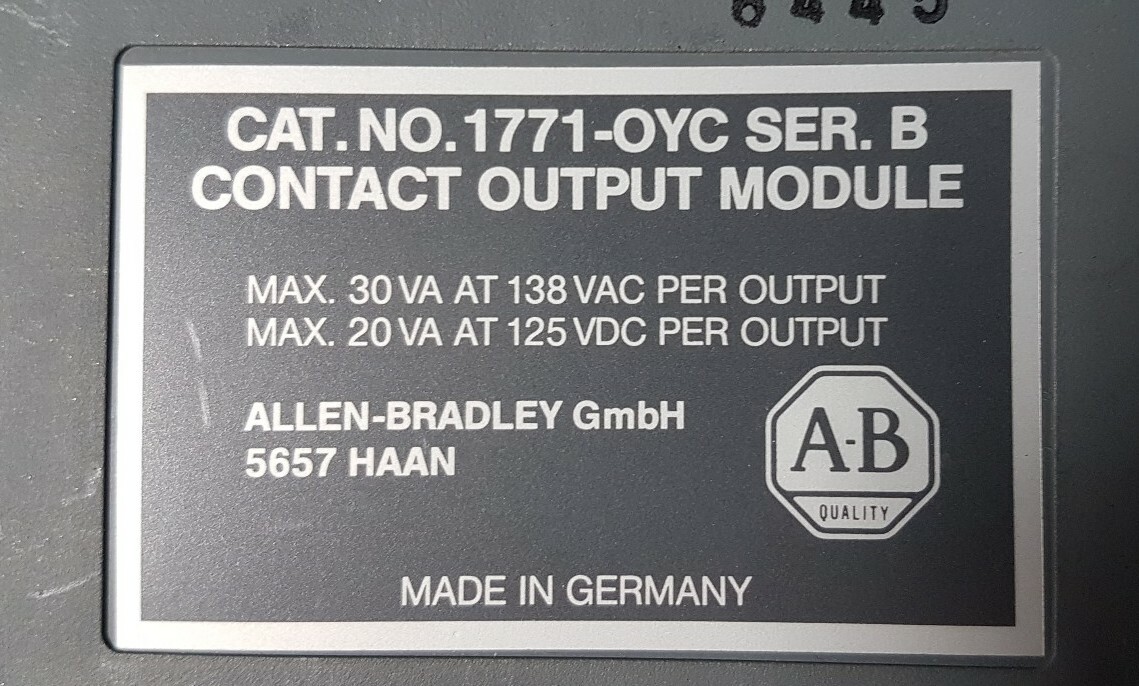 6445
CAT. NO. 1771-OYC SER. B
CONTACT OUTPUT MODULE
MAX. 30 VA AT 138 VAC PER OUTPUT
MAX. 20 VA AT 125 VDC PER OUTPUT
ALLEN-BRADLEY GmbH
5657 HAAN
A-B
QUALITY
MADE IN GERMANY